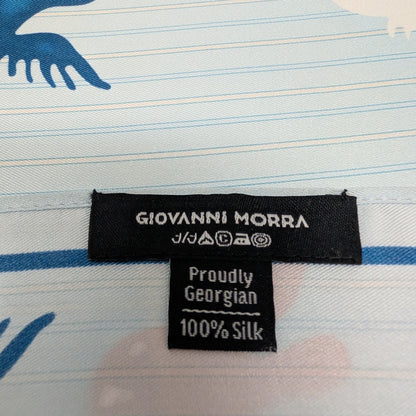 GIOVANNI MORRA
Proudly
Georgian
100% Silk